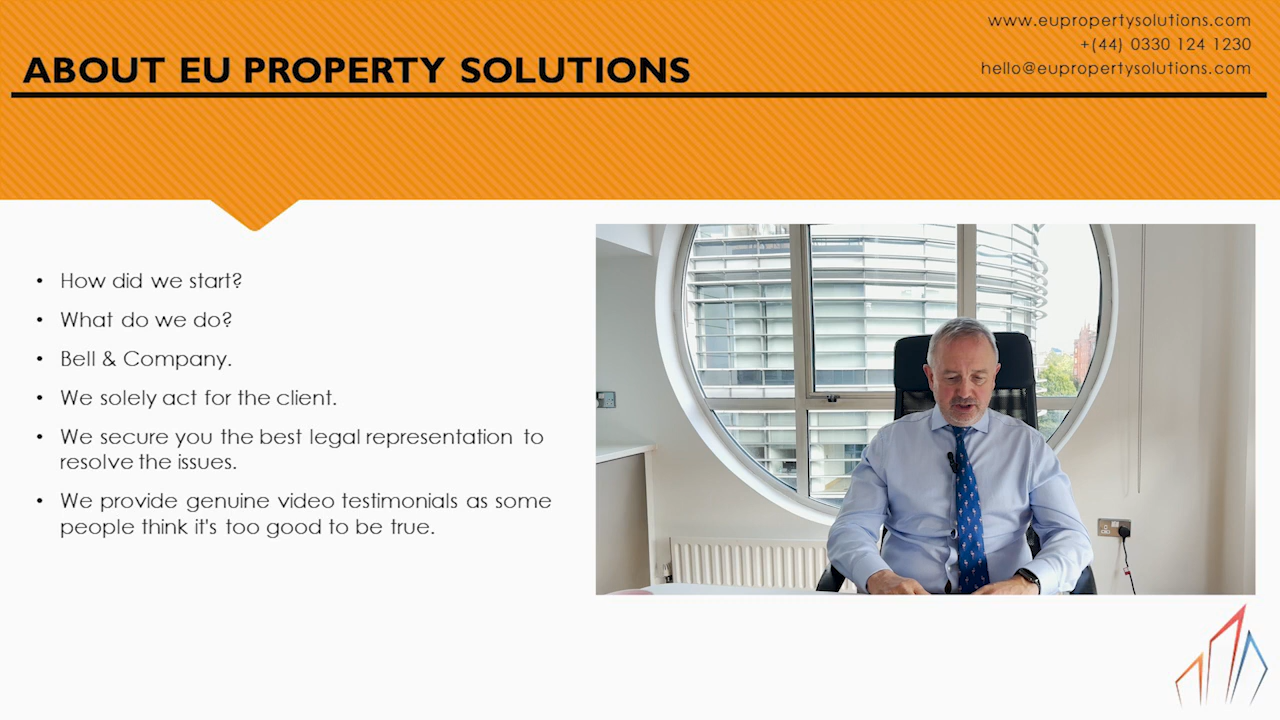 www.eupropertysolutions.com
+(44) 0330 124 1230
hello@eupropertysolutions.com
ABOUT EU PROPERTY SOLUTIONS
• How did we start?
• What do we do?
• Bell & Company.
• We solely act for the client.
• We secure you the best legal representation to
resolve the issues.
• We provide genuine video testimonials as some
people think it's too good to be true.